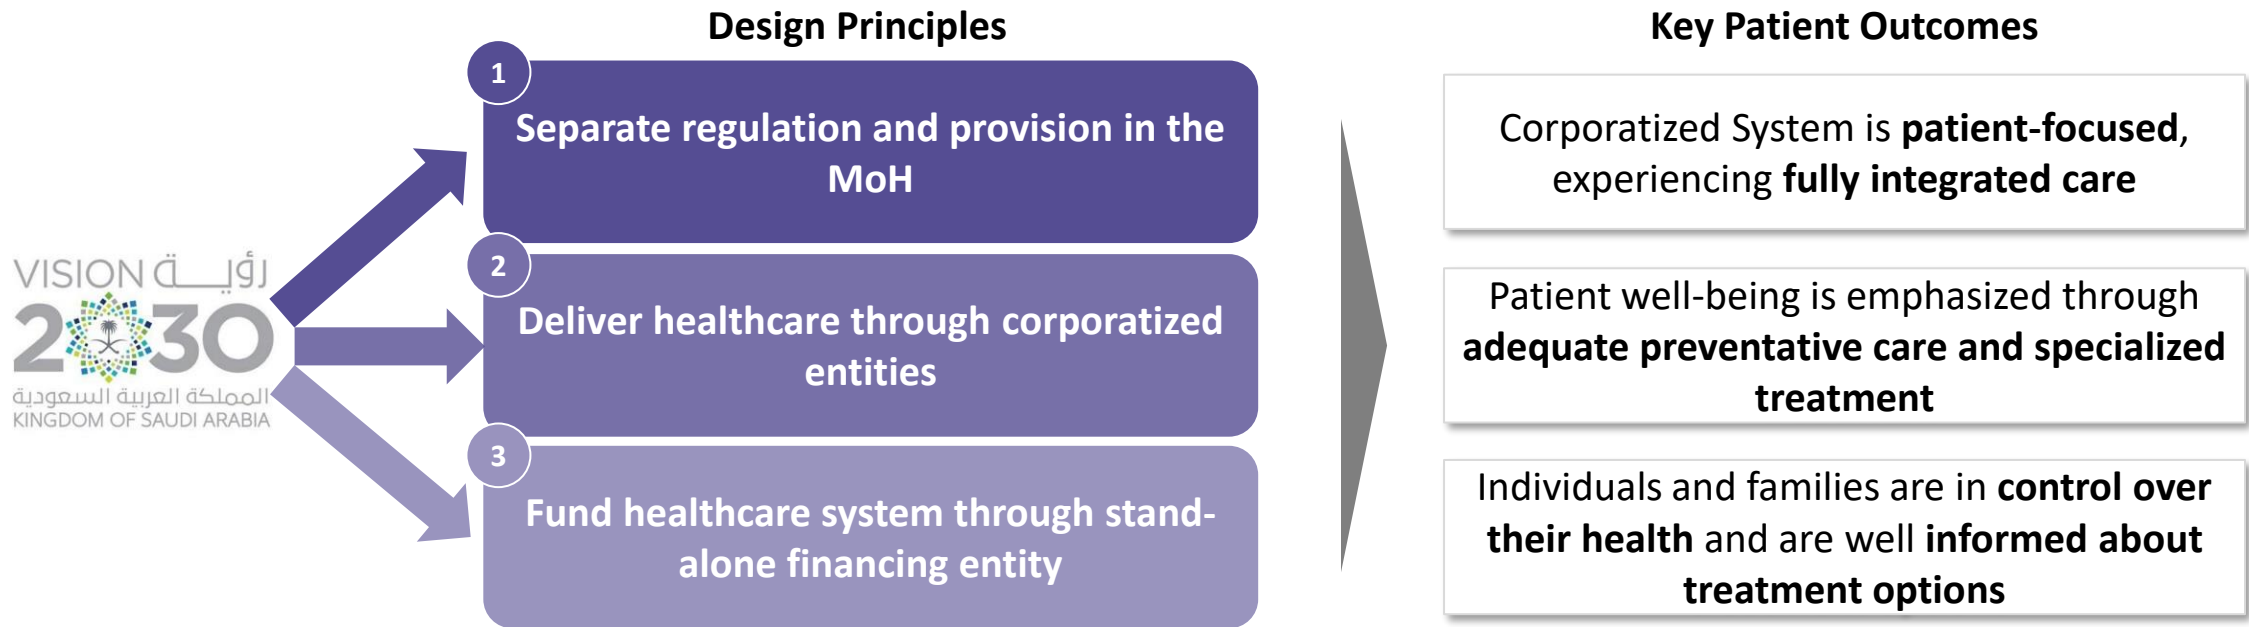 Design Principles
Key Patient Outcomes
VISION رؤيـــة
2030
المملكة العربية السعودية
KINGDOM OF SAUDI ARABIA
1
Separate regulation and provision in the
MoH
2
Deliver healthcare through corporatized
entities
3
Fund healthcare system through stand-
alone financing entity
Corporatized System is patient-focused,
experiencing fully integrated care
Patient well-being is emphasized through
adequate preventative care and specialized
treatment
Individuals and families are in control over
their health and are well informed about
treatment options